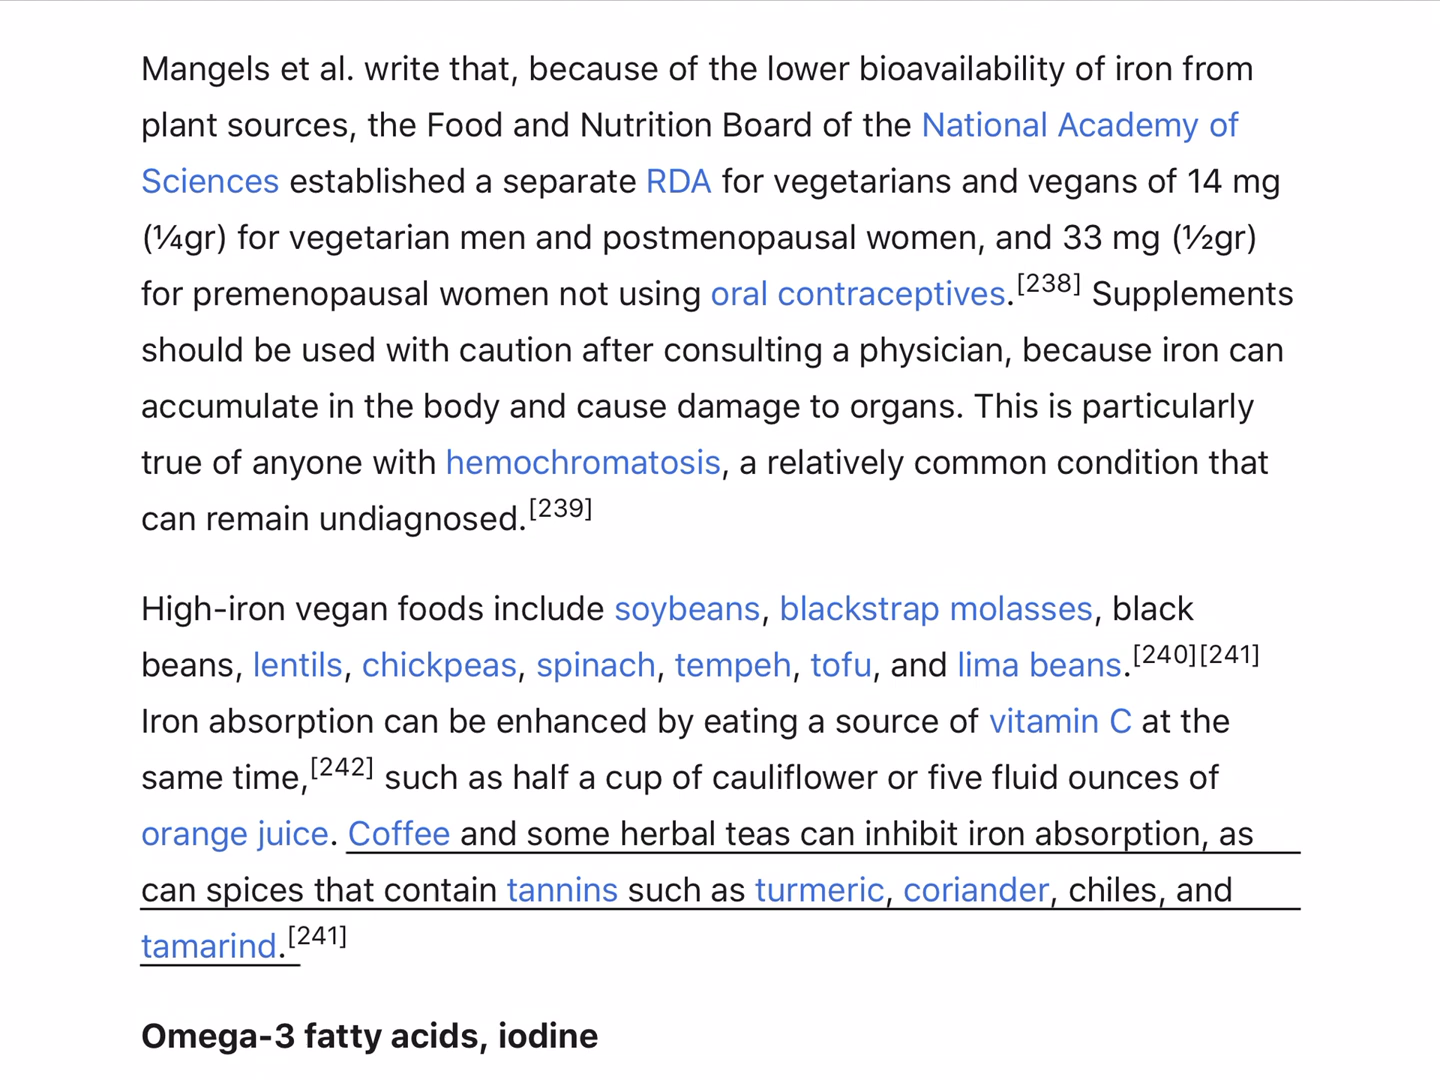 Mangels et al. write that, because of the lower bioavailability of iron from
plant sources, the Food and Nutrition Board of the National Academy of
Sciences established a separate RDA for vegetarians and vegans of 14 mg
(¼gr) for vegetarian men and postmenopausal women, and 33 mg (½gr)
for premenopausal women not using oral contraceptives.[238] Supplements
should be used with caution after consulting a physician, because iron can
accumulate in the body and cause damage to organs. This is particularly
true of anyone with hemochromatosis, a relatively common condition that
can remain undiagnosed.[239]
High-iron vegan foods include soybeans, blackstrap molasses, black
beans, lentils, chickpeas, spinach, tempeh, tofu, and lima beans.[240][241]
Iron absorption can be enhanced by eating a source of vitamin C at the
same time,[242] such as half a cup of cauliflower or five fluid ounces of
orange juice. Coffee and some herbal teas can inhibit iron absorption, as
can spices that contain tannins such as turmeric, coriander, chiles, and
tamarind.[241]
Omega-3 fatty acids, iodine